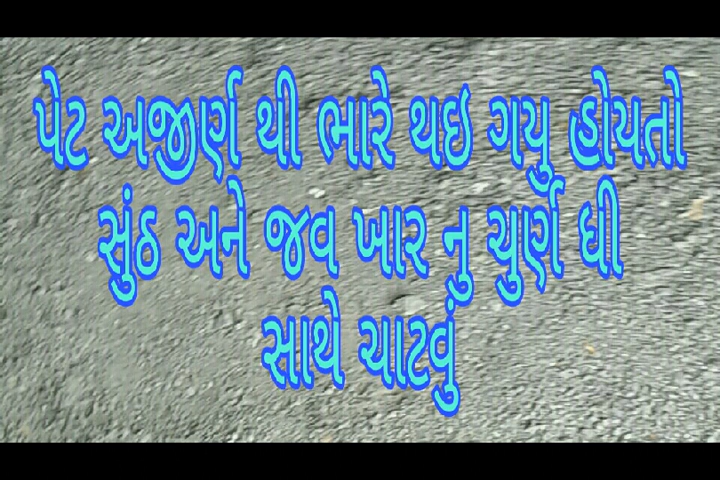 પેટ અજીર્ણ થી ભારે થઇ ગયુ હોયતો
સુંઠ અને જવ ખાર નુ ચુર્ણ ઘી
સાથે ચાટવું